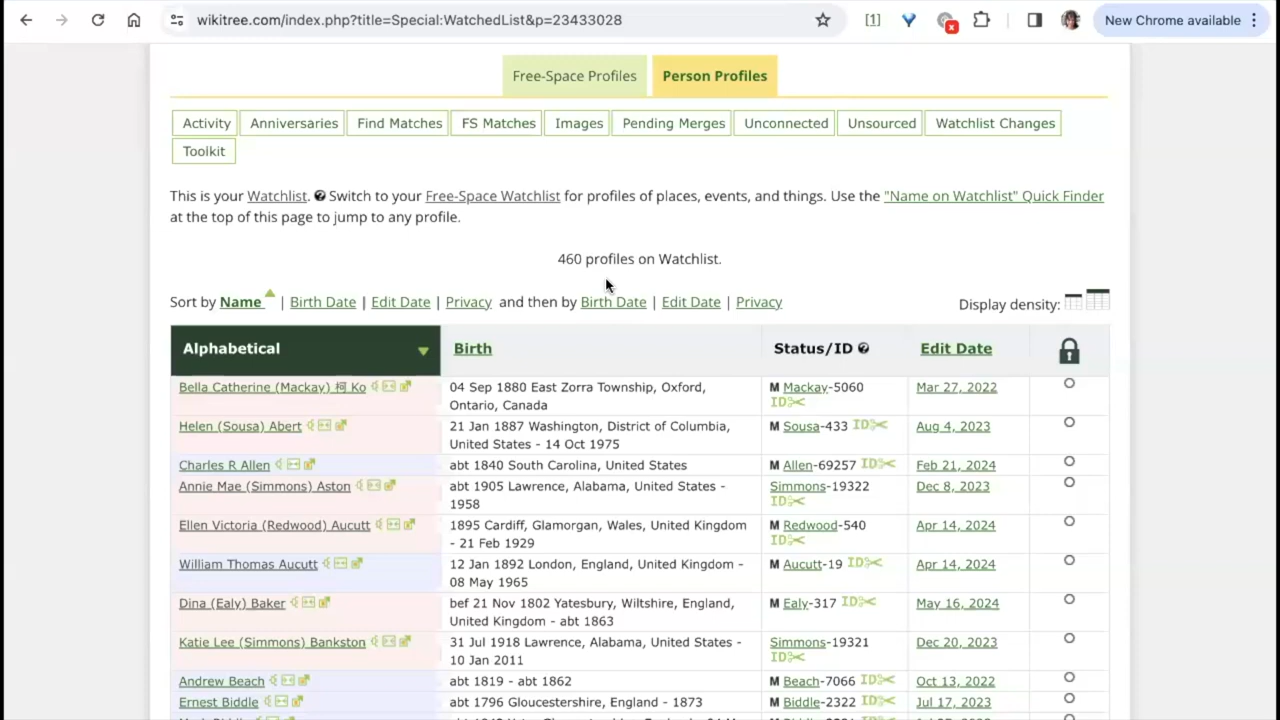 wikitree.com/index.php?title=Special:WatchedList&p=23433028
New Chrome available
Free-Space Profiles
Person Profiles
Activity
Anniversaries
Find Matches
FS Matches
Images
Pending Merges
Unconnected
Unsourced
Watchlist Changes
Toolkit
This is your Watchlist. Switch to your Free-Space Watchlist for profiles of places, events, and things. Use the "Name on Watchlist" Quick Finder
at the top of this page to jump to any profile.
460 profiles on Watchlist.
Sort by Name | Birth Date | Edit Date | Privacy and then by Birth Date | Edit Date | Privacy
Display density:
Alphabetical
Birth
Status/ID
Edit Date
Bella Catherine (Mackay) 柯 Ko
04 Sep 1880 East Zorra Township, Oxford,
Ontario, Canada
M Mackay-5060
ID
Mar 27, 2022
Helen (Sousa) Abert
21 Jan 1887 Washington, District of Columbia,
United States - 14 Oct 1975
M Sousa-433 ID
Aug 4, 2023
Charles R Allen
abt 1840 South Carolina, United States
M Allen-69257 ID
Feb 21, 2024
Annie Mae (Simmons) Aston
abt 1905 Lawrence, Alabama, United States -
1958
Simmons-19322
ID
Dec 8, 2023
Ellen Victoria (Redwood) Aucutt
1895 Cardiff, Glamorgan, Wales, United Kingdom
- 21 Feb 1929
M Redwood-540
ID
Apr 14, 2024
William Thomas Aucutt
12 Jan 1892 London, England, United Kingdom -
08 May 1965
M Aucutt-19 ID
Apr 14, 2024
Dina (Ealy) Baker
bef 21 Nov 1802 Yatesbury, Wiltshire, England,
United Kingdom - abt 1863
M Ealy-317 ID
May 16, 2024
Katie Lee (Simmons) Bankston
31 Jul 1918 Lawrence, Alabama, United States -
10 Jan 2011
Simmons-19321
ID
Dec 20, 2023
Andrew Beach
abt 1819 - abt 1862
M Beach-7066 ID
Oct 13, 2022
Ernest Biddle
abt 1796 Gloucestershire, England - 1873
M Biddle-2322 ID
Jul 17, 2023